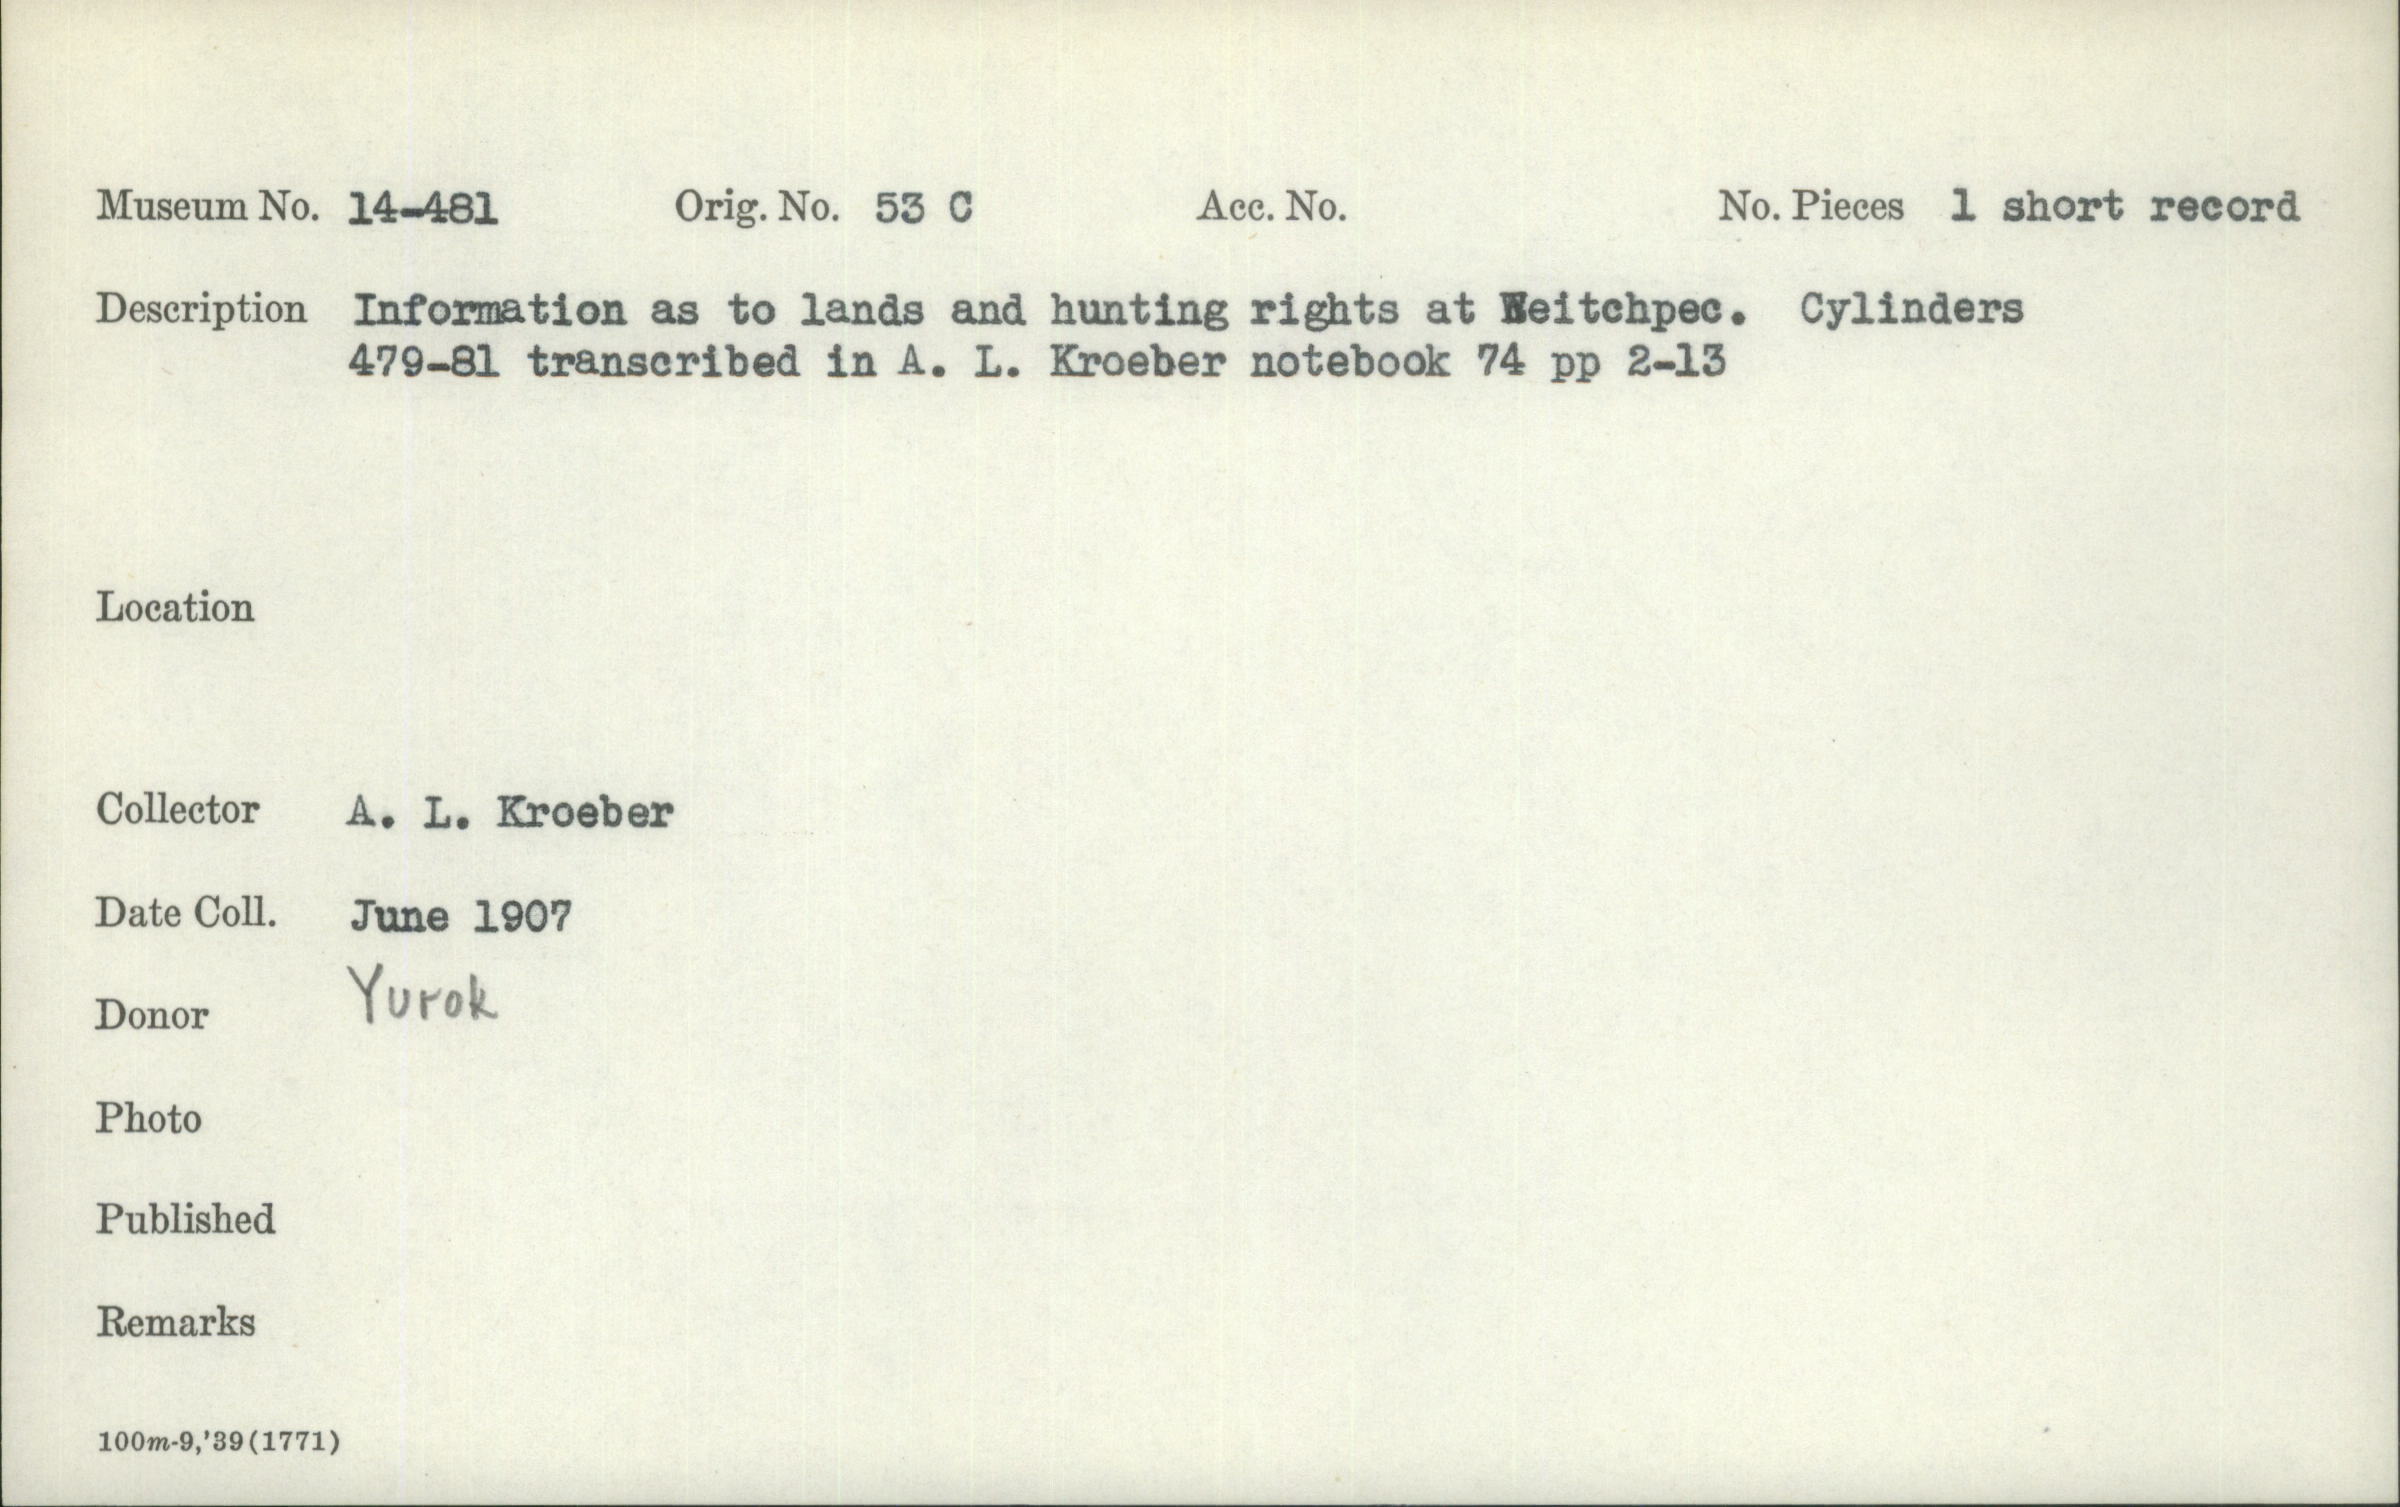 Museum No. 14-481 Orig. No. 53 C Acc. No. No. Pieces 1 short record
Description Information as to lands and hunting rights at Weitchpec. Cylinders
479-81 transcribed in A. L. Kroeber notebook 74 pp 2-13
Location
Collector A. L. Kroeber
Date Coll. June 1907
Donor Yurok
Photo
Published
Remarks
100m-9,'39(1771)